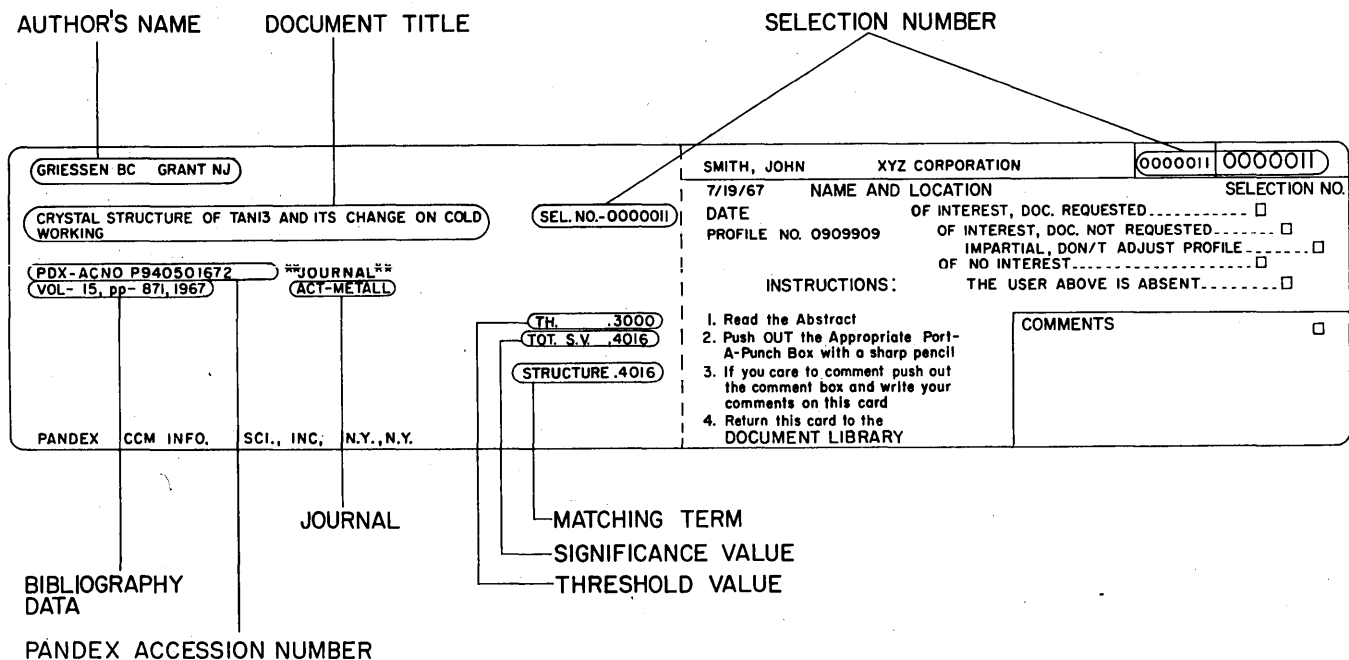 AUTHOR'S NAME
DOCUMENT TITLE
SELECTION NUMBER
GRIESSEN BC GRANT NJ
CRYSTAL STRUCTURE OF TANI3 AND ITS CHANGE ON COLD
WORKING
SEL. NO.-0000011
PDX-ACNO P940501672
**JOURNAL**
VOL- 15, pp- 871, 1967
ACT-METALL
TH. .3000
TOT. S.V. .4016
STRUCTURE .4016
PANDEX CCM INFO. SCI., INC, N.Y., N.Y.
SMITH, JOHN XYZ CORPORATION
0000011
0000011
7/19/67 NAME AND LOCATION
SELECTION NO.
DATE
PROFILE NO. 0909909
OF INTEREST, DOC. REQUESTED
OF INTEREST, DOC. NOT REQUESTED
IMPARTIAL, DON/T ADJUST PROFILE
OF NO INTEREST
THE USER ABOVE IS ABSENT
INSTRUCTIONS:
1. Read the Abstract
2. Push OUT the Appropriate Port-
A-Punch Box with a sharp pencil
3. If you care to comment push out
the comment box and write your
comments on this card
4. Return this card to the
DOCUMENT LIBRARY
COMMENTS
JOURNAL
MATCHING TERM
SIGNIFICANCE VALUE
THRESHOLD VALUE
BIBLIOGRAPHY
DATA
PANDEX ACCESSION NUMBER